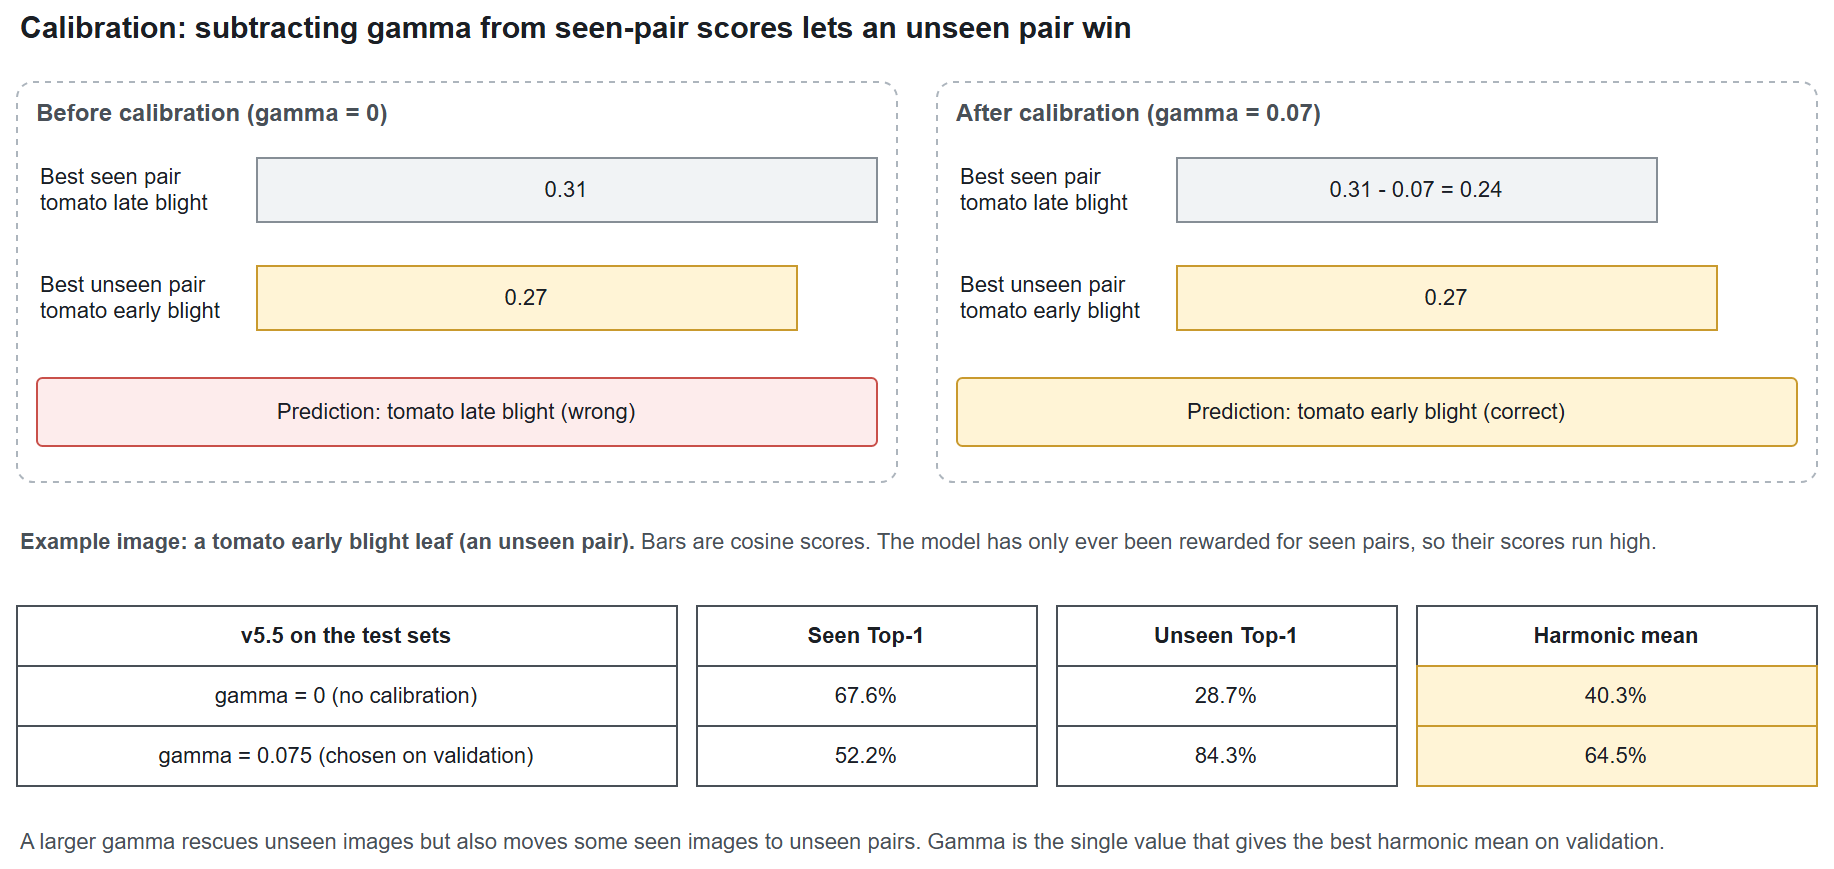 Calibration: subtracting gamma from seen-pair scores lets an unseen pair win
Before calibration (gamma = 0)
Best seen pair
tomato late blight
0.31
Best unseen pair
tomato early blight
0.27
Prediction: tomato late blight (wrong)
After calibration (gamma = 0.07)
Best seen pair
tomato late blight
0.31 - 0.07 = 0.24
Best unseen pair
tomato early blight
0.27
Prediction: tomato early blight (correct)
Example image: a tomato early blight leaf (an unseen pair). Bars are cosine scores. The model has only ever been rewarded for seen pairs, so their scores run high.
v5.5 on the test sets Seen Top-1 Unseen Top-1 Harmonic mean
gamma = 0 (no calibration) 67.6% 28.7% 40.3%
gamma = 0.075 (chosen on validation) 52.2% 84.3% 64.5%
A larger gamma rescues unseen images but also moves some seen images to unseen pairs. Gamma is the single value that gives the best harmonic mean on validation.